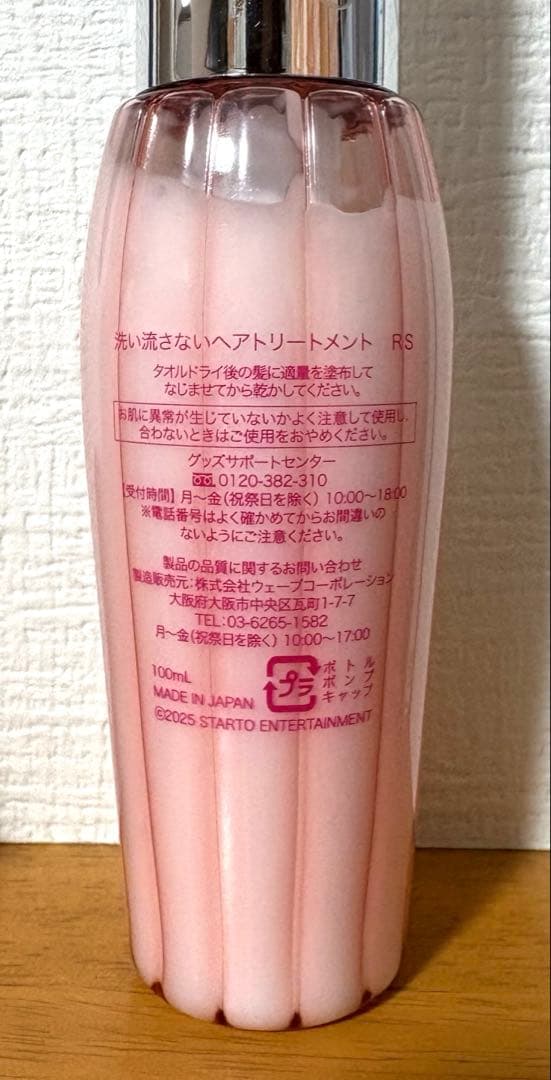 洗い流さないヘアトリートメント RS
タオルドライ後の髪に適量を塗布して
なじませてから乾かしてください。
お肌に異常が生じていないかよく注意して使用し、
合わないときはご使用をおやめください。
グッズサポートセンター
0120-382-310
【受付時間】月〜金(祝祭日を除く) 10:00〜18:00
※電話番号はよく確かめてからお間違いの
ないようにご注意ください。
製品の品質に関するお問い合わせ
製造販売元:株式会社ウェーブコーポレーション
大阪府大阪市中央区瓦町1-7-7
TEL:03-6265-1582
月〜金(祝祭日を除く) 10:00〜17:00
100mL
MADE IN JAPAN
プラ
ボトル
ポンプ
キャップ
©2025 STARTO ENTERTAINMENT